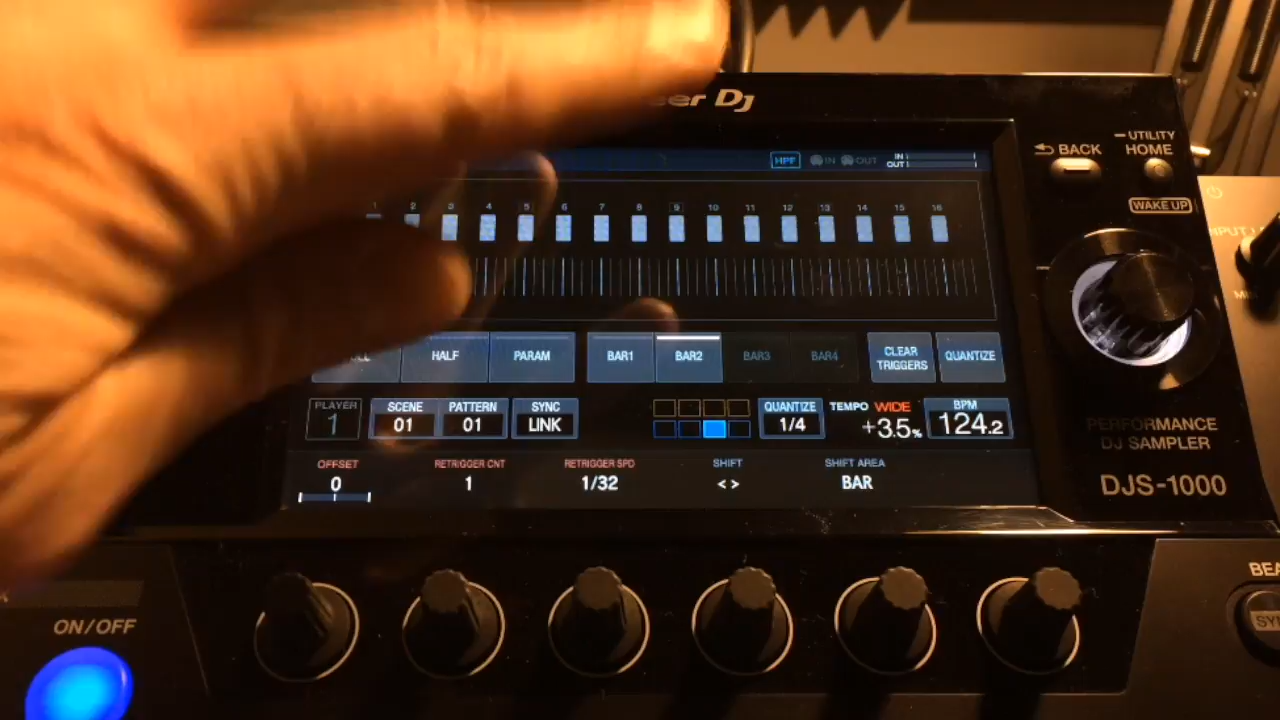 DJ
UTILITY
BACK
HOME
WAKE UP
HPF IN OUT IN
OUT
1 2 3 4 5 6 7 8 9 10 11 12 13 14 15 16
HALF PARAM BAR1 BAR2 BAR3 BAR4 CLEAR TRIGGERS QUANTIZE
PLAYER 1
SCENE 01
PATTERN 01
SYNC LINK
QUANTIZE 1/4
TEMPO WIDE
+3.5%
BPM 124.2
OFFSET RETRIGGER CNT RETRIGGER SPD SHIFT SHIFT AREA
0 1 1/32 <> BAR
PERFORMANCE
DJ SAMPLER
DJS-1000
ON/OFF